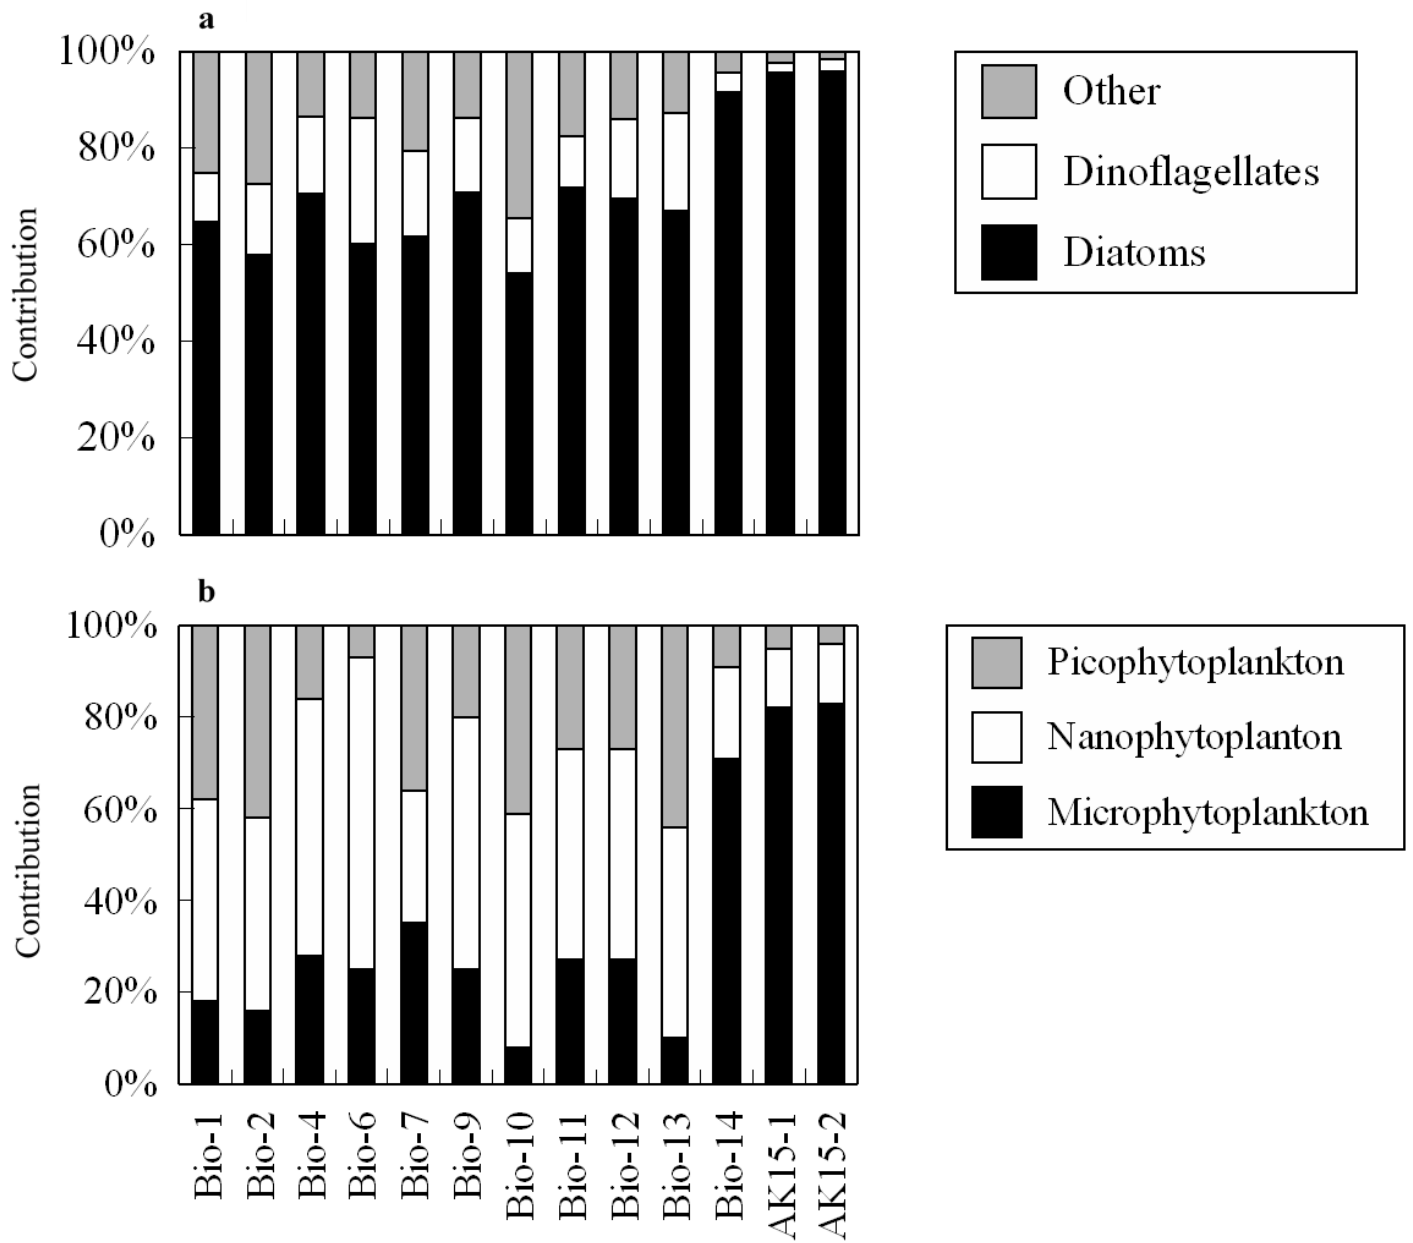 a
100%
80%
60%
40%
20%
0%
Contribution
Other
Dinoflagellates
Diatoms
b
100%
80%
60%
40%
20%
0%
Contribution
Picophytoplankton
Nanophytoplanton
Microphytoplankton
Bio-1
Bio-2
Bio-4
Bio-6
Bio-7
Bio-9
Bio-10
Bio-11
Bio-12
Bio-13
Bio-14
AK15-1
AK15-2